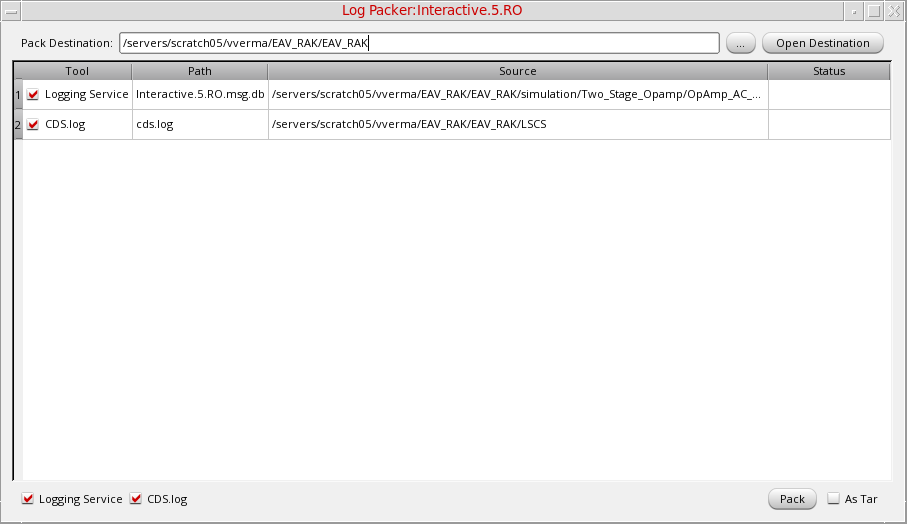 Log Packer:Interactive.5.RO
Pack Destination: /servers/scratch05/vverma/EAV_RAK/EAV_RAK ... Open Destination
Tool Path Source Status
1 Logging Service Interactive.5.RO.msg.db /servers/scratch05/vverma/EAV_RAK/EAV_RAK/simulation/Two_Stage_Opamp/OpAmp_AC_...
2 CDS.log cds.log /servers/scratch05/vverma/EAV_RAK/EAV_RAK/LSCS
Logging Service CDS.log Pack As Tar